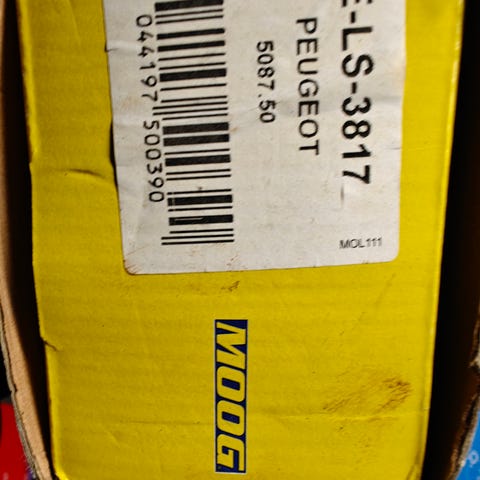 E-LS-3817
PEUGEOT
5087.50
044197 500390
MOL111
MOOG